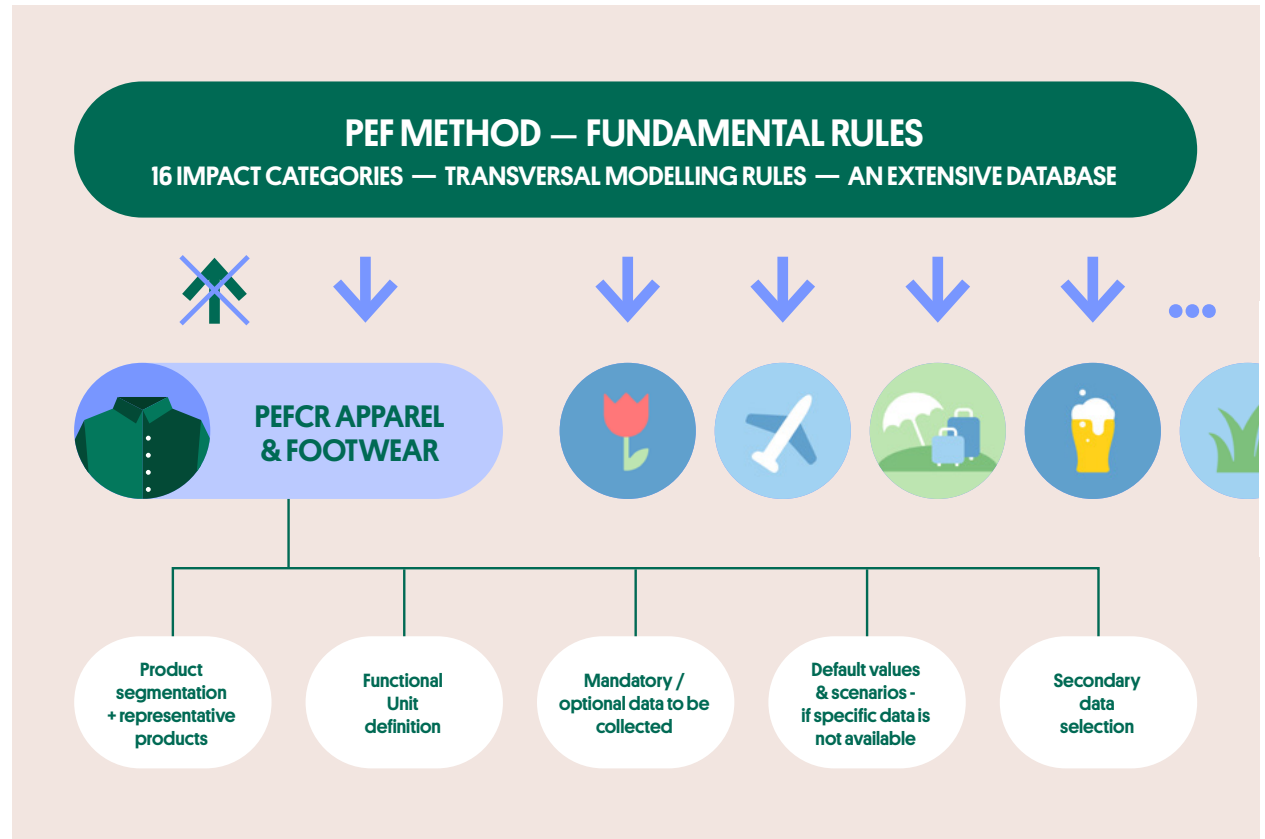 PEF METHOD — FUNDAMENTAL RULES
16 IMPACT CATEGORIES — TRANSVERSAL MODELLING RULES — AN EXTENSIVE DATABASE
PEFCR APPAREL
& FOOTWEAR
Product
segmentation
+ representative
products
Functional
Unit
definition
Mandatory /
optional data to be
collected
Default values
& scenarios -
if specific data is
not available
Secondary
data
selection